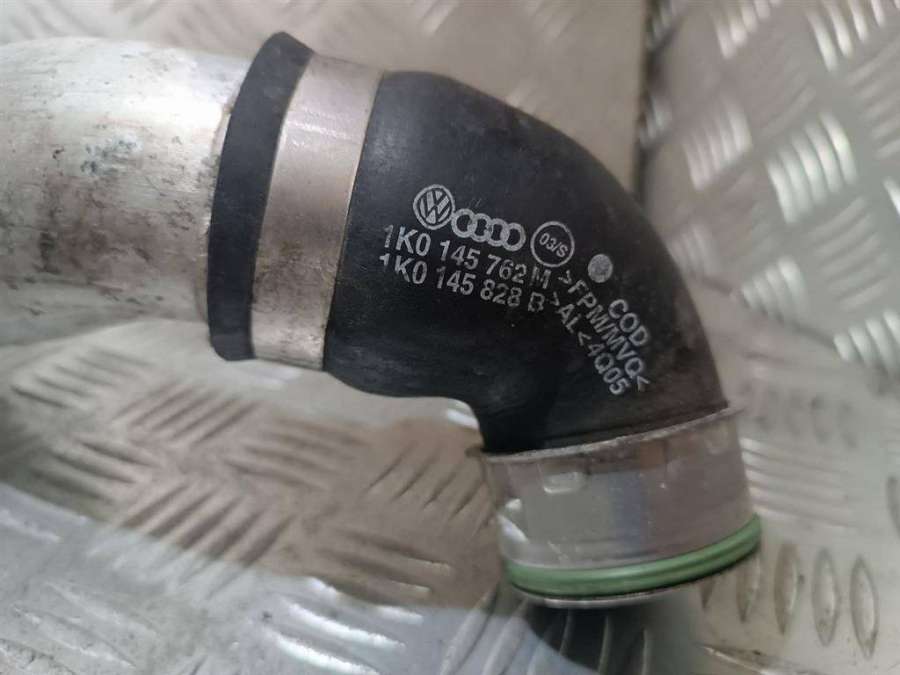 03/S
COD
1K0 145 762 M >FPM/MVQ<
1K0 145 828 B >AL< 4Q05